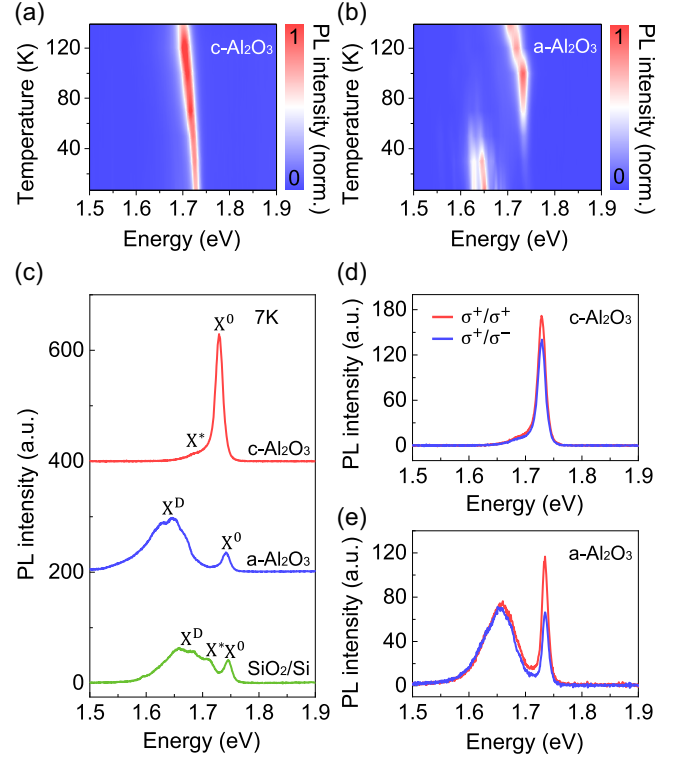 (a)
Temperature (K)
120
80
40
c-Al₂O₃
1.5 1.6 1.7 1.8 1.9
Energy (eV)
1
0
PL intensity (norm.)
(b)
Temperature (K)
120
80
40
a-Al₂O₃
1.5 1.6 1.7 1.8 1.9
Energy (eV)
1
0
PL intensity (norm.)
(c)
PL intensity (a.u.)
600
400
200
0
X⁰ 7K
X*
c-Al₂O₃
X^D
X⁰
a-Al₂O₃
X^D X* X⁰
SiO₂/Si
1.5 1.6 1.7 1.8 1.9
Energy (eV)
(d)
PL intensity (a.u.)
180
120
60
0
σ⁺/σ⁺ c-Al₂O₃
σ⁺/σ⁻
1.5 1.6 1.7 1.8 1.9
Energy (eV)
(e)
PL intensity (a.u.)
120
80
40
0
a-Al₂O₃
1.5 1.6 1.7 1.8 1.9
Energy (eV)